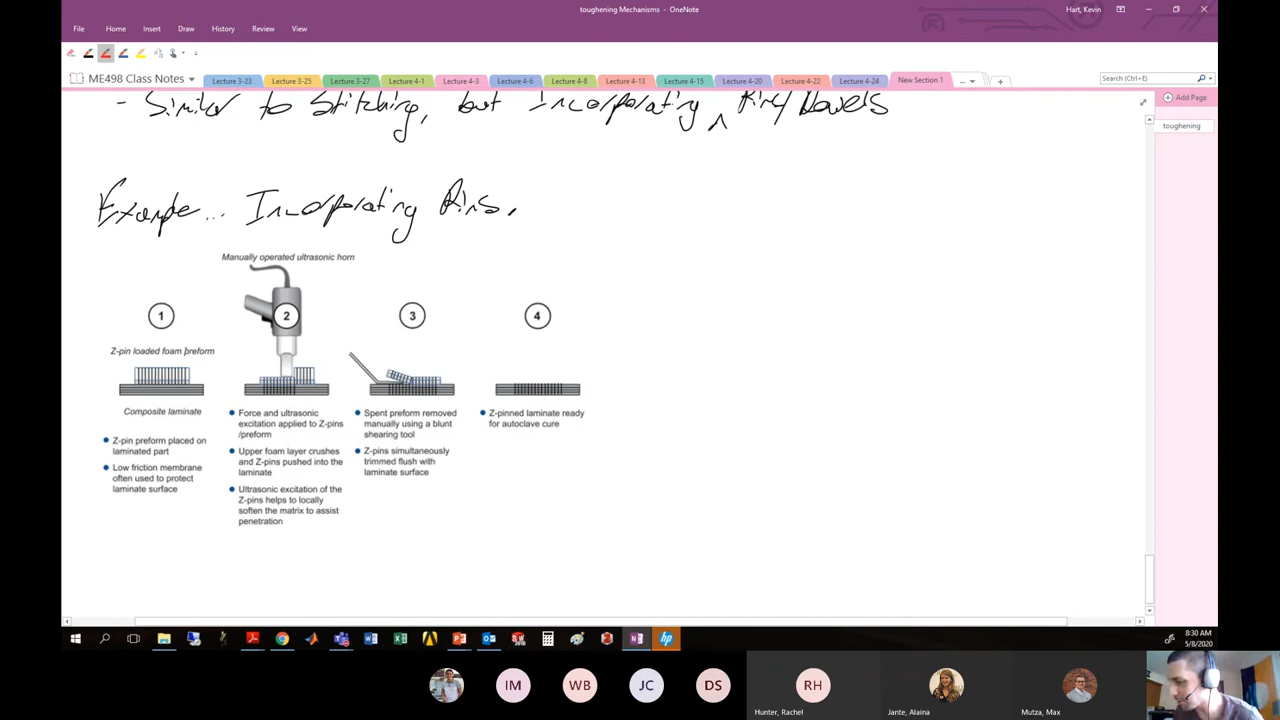 toughening Mechanisms - OneNote
Hart, Kevin
File Home Insert Draw History Review View
ME498 Class Notes
Lecture 3-23 Lecture 3-25 Lecture 3-27 Lecture 4-1 Lecture 4-3 Lecture 4-6 Lecture 4-8 Lecture 4-13 Lecture 4-15 Lecture 4-20 Lecture 4-22 Lecture 4-24 New Section 1 ...
Search (Ctrl+E)
Add Page
toughening
- Similar to Stitching, but Incorporating Pins/Dowels
Example... Incorporating Pins.
Manually operated ultrasonic horn
1 2 3 4
Z-pin loaded foam preform
Composite laminate
Z-pin preform placed on
laminated part
Low friction membrane
often used to protect
laminate surface
Force and ultrasonic
excitation applied to Z-pins
/preform
Upper foam layer crushes
and Z-pins pushed into the
laminate
Ultrasonic excitation of the
Z-pins helps to locally
soften the matrix to assist
penetration
Spent preform removed
manually using a blunt
shearing tool
Z-pins simultaneously
trimmed flush with
laminate surface
Z-pinned laminate ready
for autoclave cure
8:30 AM
5/8/2020
IM WB JC DS RH
Hunter, Rachel Jante, Alaina Mutza, Max